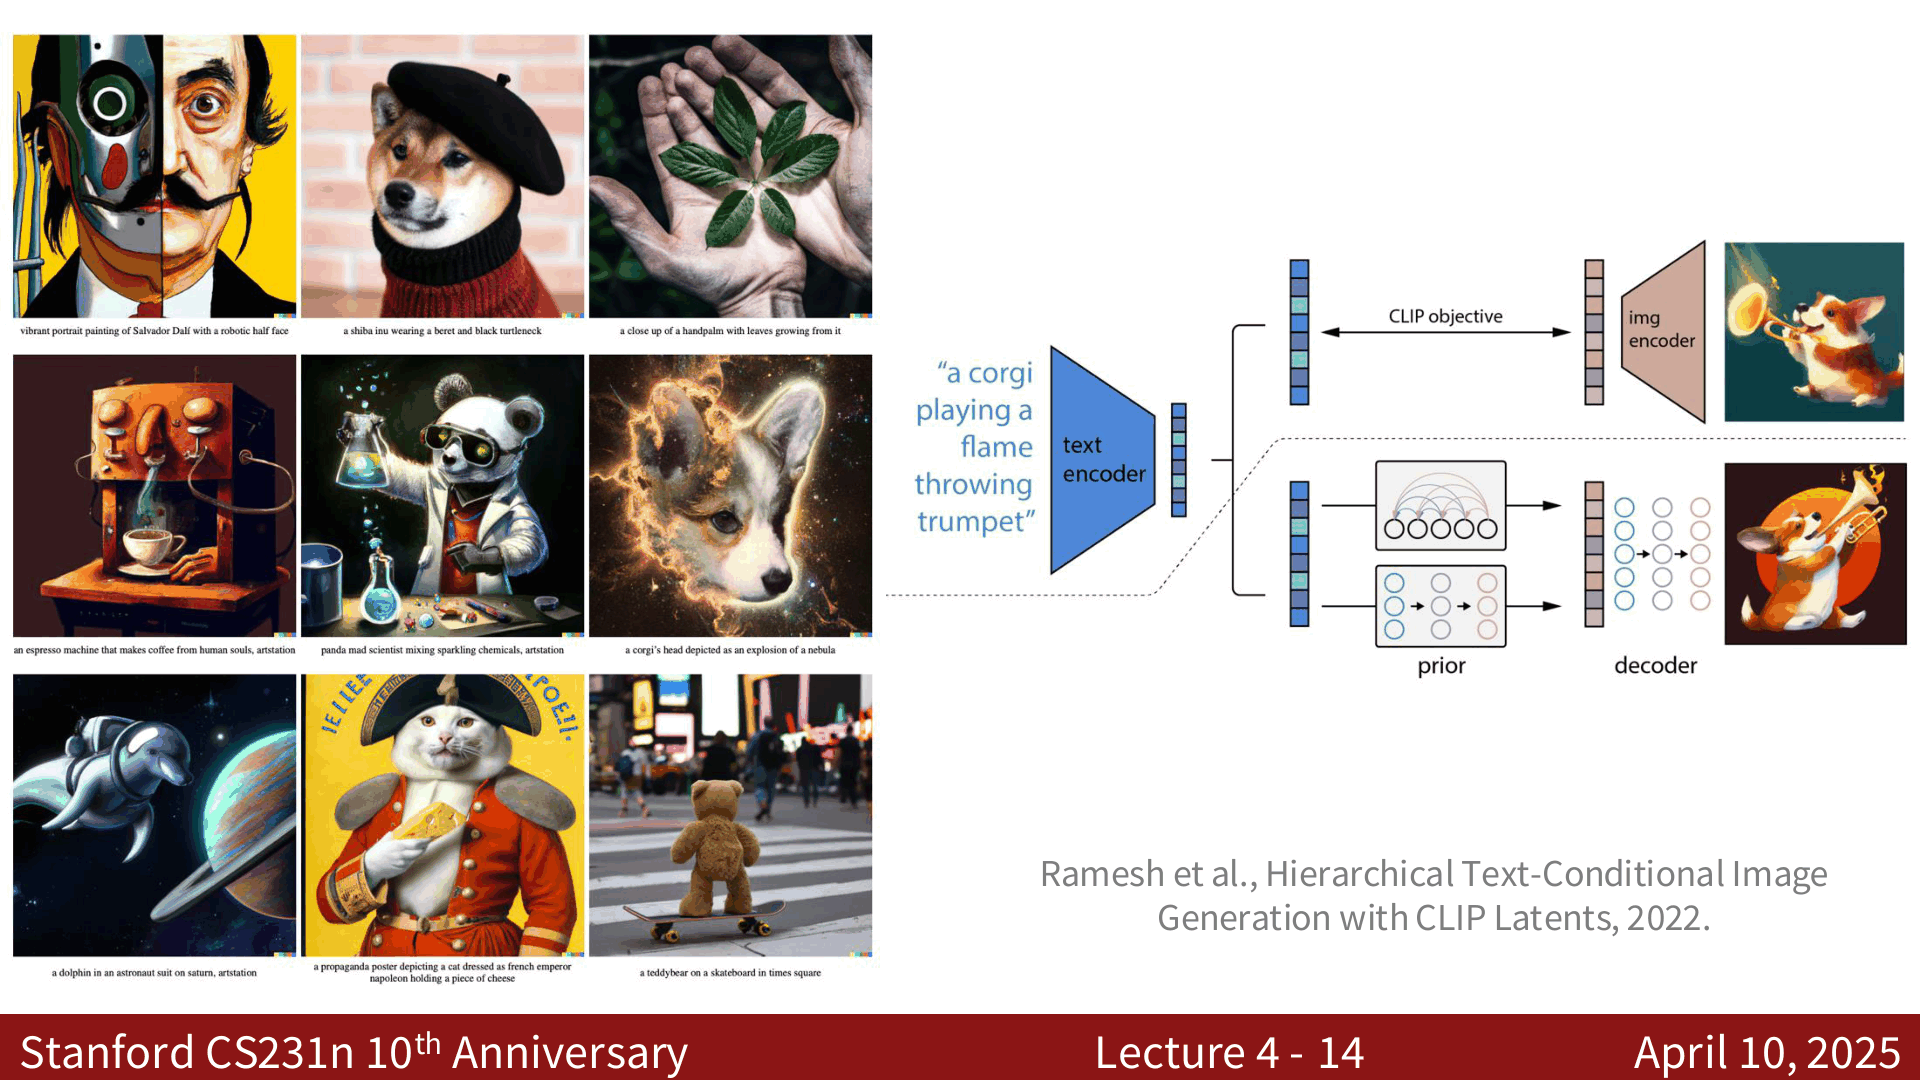 vibrant portrait painting of Salvador Dalí with a robotic half face
a shiba inu wearing a beret and black turtleneck
a close up of a handpalm with leaves growing from it
an espresso machine that makes coffee from human souls, artstation
panda mad scientist mixing sparkling chemicals, artstation
a corgi's head depicted as an explosion of a nebula
a dolphin in an astronaut suit on saturn, artstation
a propaganda poster depicting a cat dressed as french emperor
napoleon holding a piece of cheese
a teddybear on a skateboard in times square
“a corgi
playing a
flame
throwing
trumpet”
text
encoder
CLIP objective
img
encoder
prior
decoder
Ramesh et al., Hierarchical Text-Conditional Image
Generation with CLIP Latents, 2022.
Stanford CS231n 10th Anniversary
Lecture 4 - 14
April 10, 2025